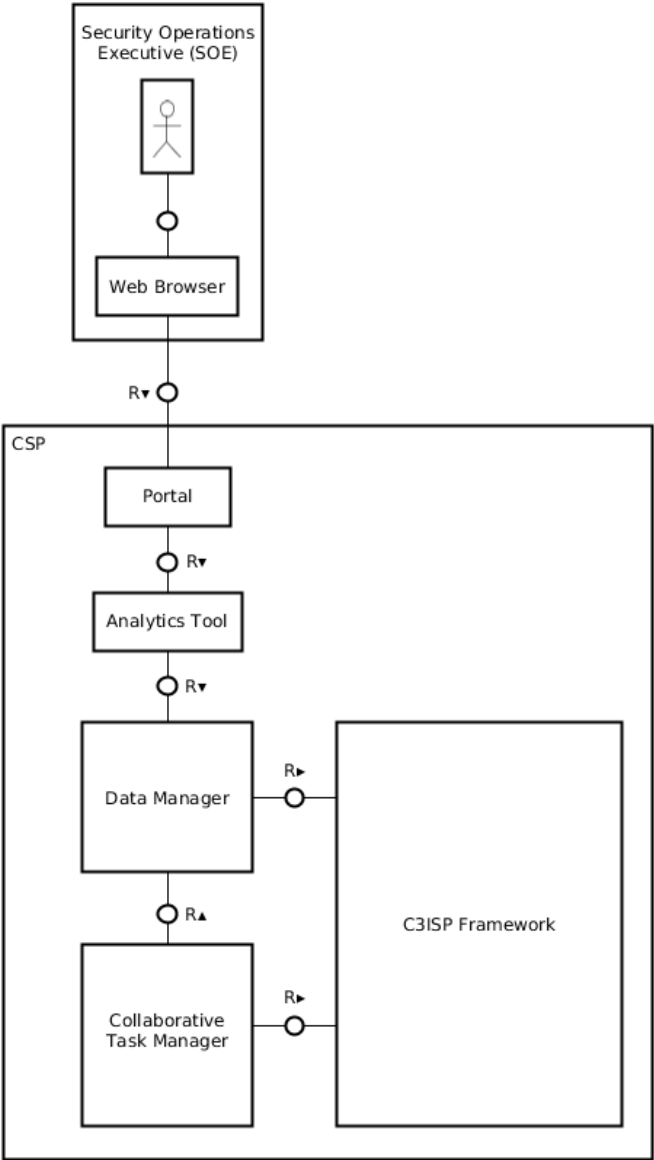 Security Operations
Executive (SOE)
Web Browser
R▾
CSP
Portal
R▾
Analytics Tool
R▾
Data Manager
R▸
R▴
C3ISP Framework
R▸
Collaborative
Task Manager